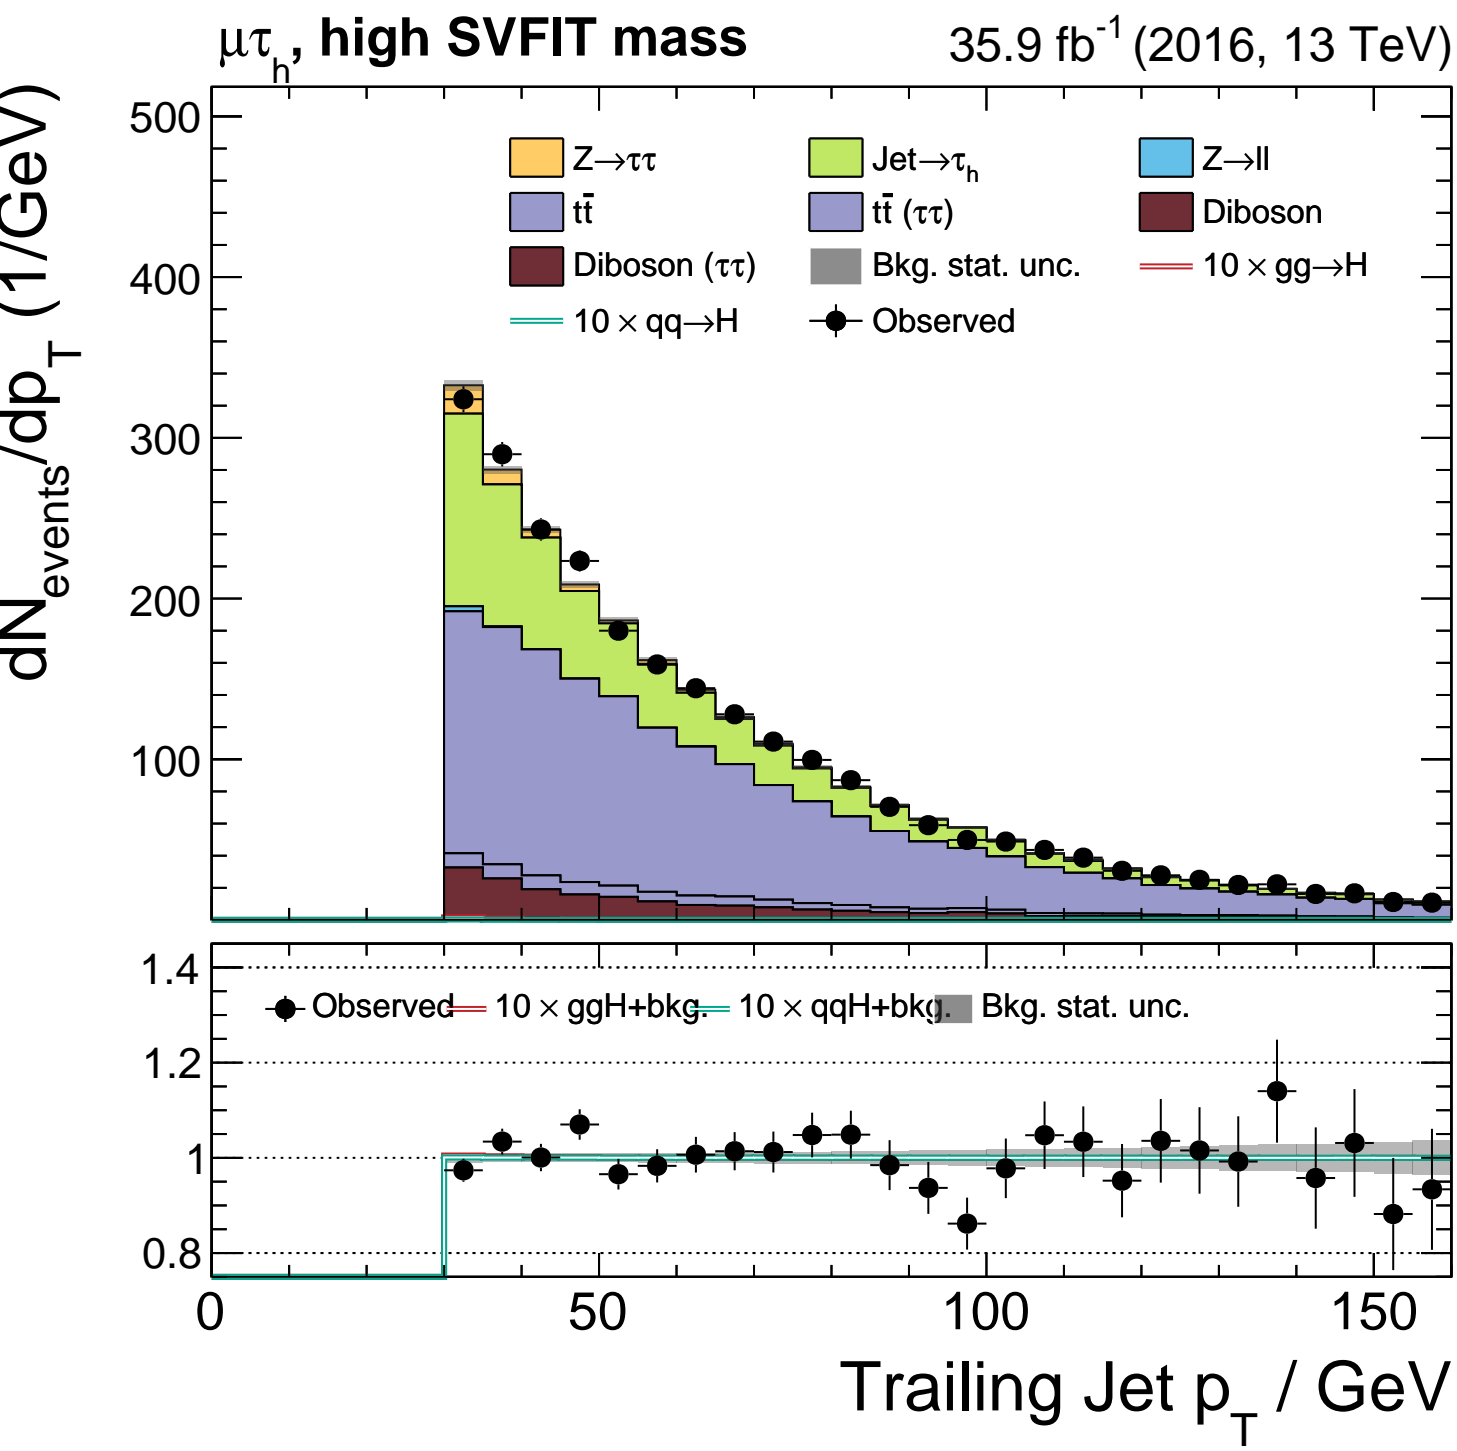 μτh, high SVFIT mass
35.9 fb-1 (2016, 13 TeV)
dNevents/dpT (1/GeV)
500
400
300
200
100
Z→ττ
Jet→τh
Z→ll
tt̄
tt̄ (ττ)
Diboson
Diboson (ττ)
Bkg. stat. unc.
10 × gg→H
10 × qq→H
Observed
1.4
1.2
1
0.8
Observed
10 × ggH+bkg.
10 × qqH+bkg.
Bkg. stat. unc.
0
50
100
150
Trailing Jet pT / GeV